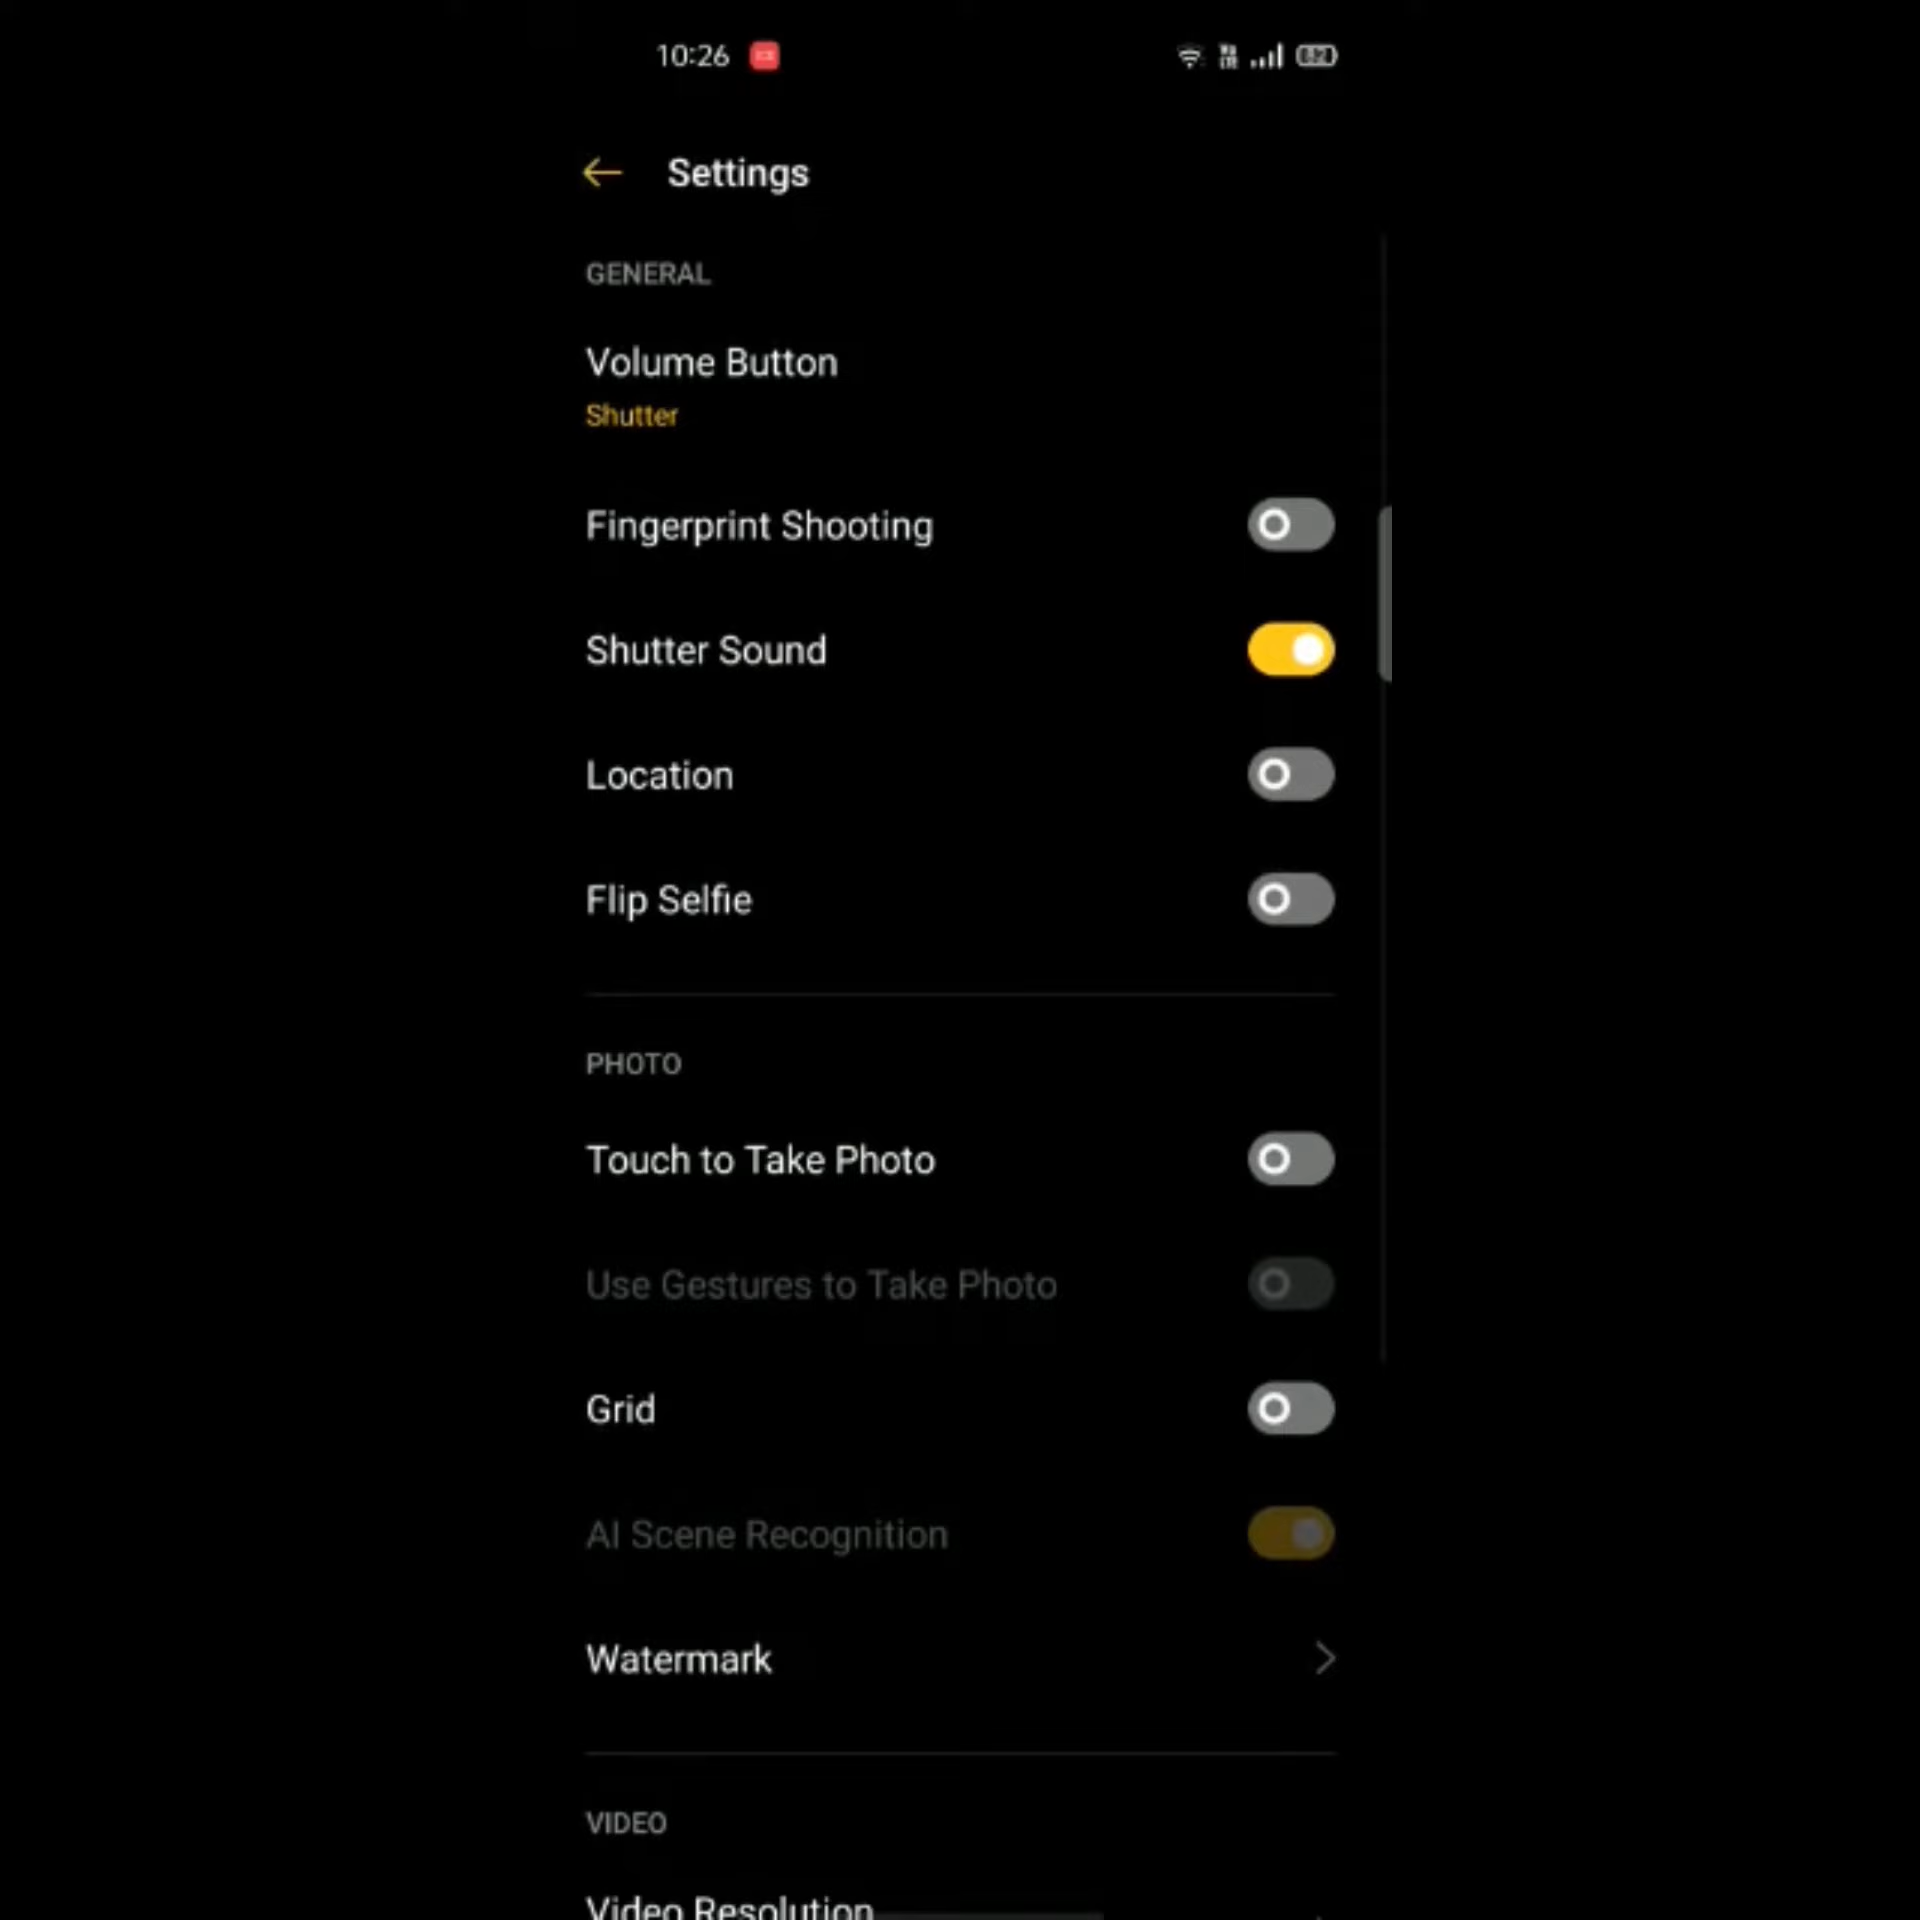 10:26
Settings
GENERAL
Volume Button
Shutter
Fingerprint Shooting
Shutter Sound
Location
Flip Selfie
PHOTO
Touch to Take Photo
Use Gestures to Take Photo
Grid
AI Scene Recognition
Watermark
VIDEO
Video Resolution